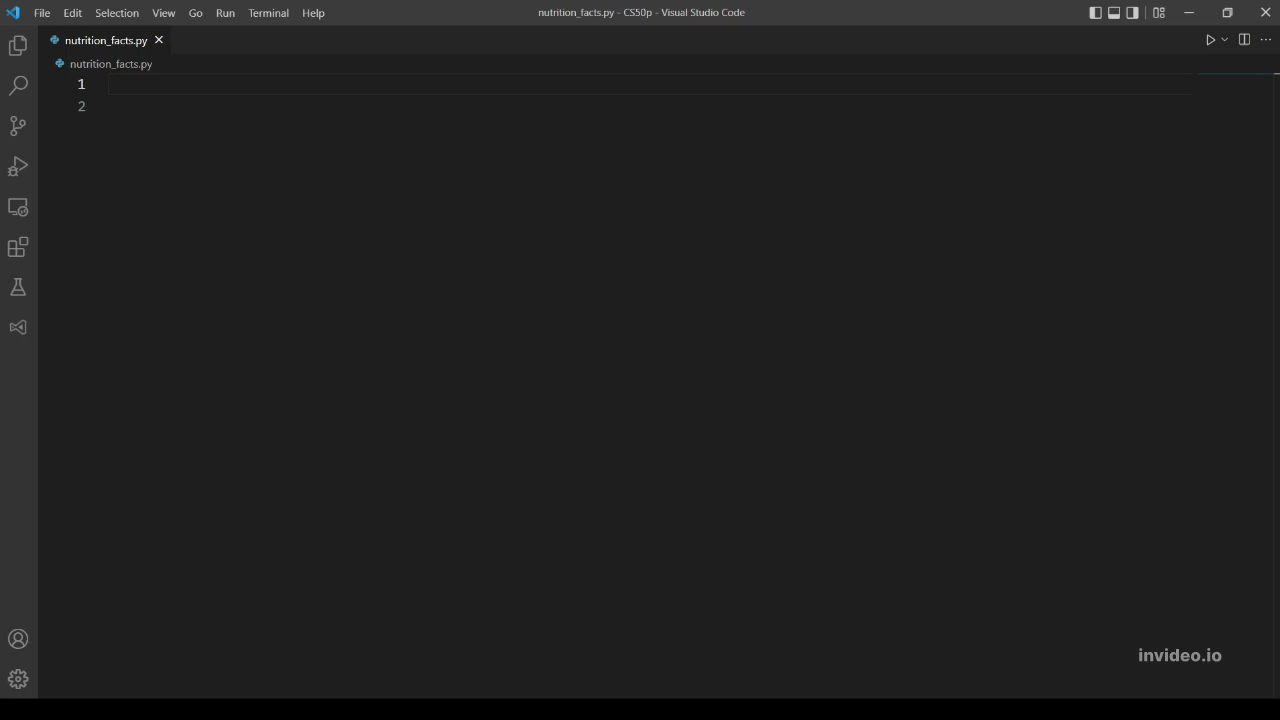 File Edit Selection View Go Run Terminal Help nutrition_facts.py - CS50p - Visual Studio Code
nutrition_facts.py
nutrition_facts.py
1
2
invideo.io